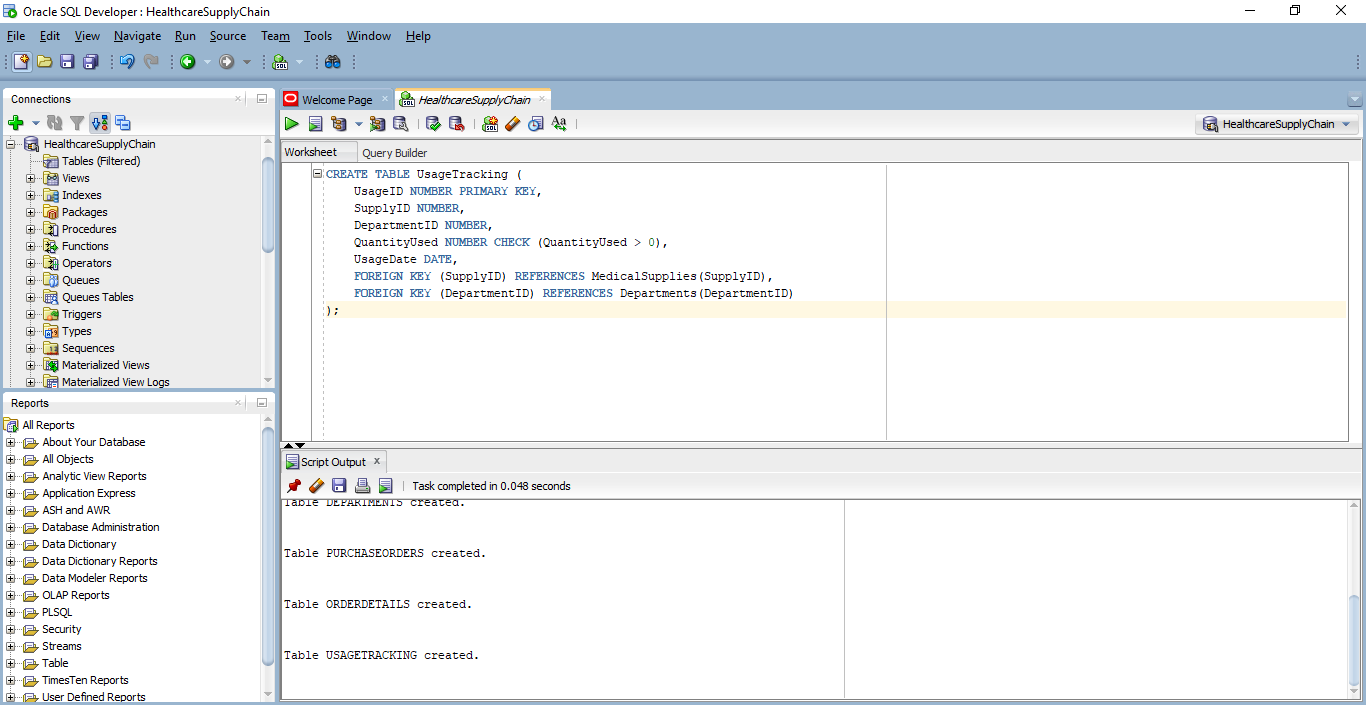 Oracle SQL Developer : HealthcareSupplyChain
File Edit View Navigate Run Source Team Tools Window Help
Connections
HealthcareSupplyChain
Tables (Filtered)
Views
Indexes
Packages
Procedures
Functions
Operators
Queues
Queues Tables
Triggers
Types
Sequences
Materialized Views
Materialized View Logs
Reports
All Reports
About Your Database
All Objects
Analytic View Reports
Application Express
ASH and AWR
Database Administration
Data Dictionary
Data Dictionary Reports
Data Modeler Reports
OLAP Reports
PLSQL
Security
Streams
Table
TimesTen Reports
User Defined Reports
Welcome Page
HealthcareSupplyChain
HealthcareSupplyChain
Worksheet Query Builder
CREATE TABLE UsageTracking (
UsageID NUMBER PRIMARY KEY,
SupplyID NUMBER,
DepartmentID NUMBER,
QuantityUsed NUMBER CHECK (QuantityUsed > 0),
UsageDate DATE,
FOREIGN KEY (SupplyID) REFERENCES MedicalSupplies(SupplyID),
FOREIGN KEY (DepartmentID) REFERENCES Departments(DepartmentID)
);
Script Output
Task completed in 0.048 seconds
Table DEPARTMENTS created.
Table PURCHASEORDERS created.
Table ORDERDETAILS created.
Table USAGETRACKING created.